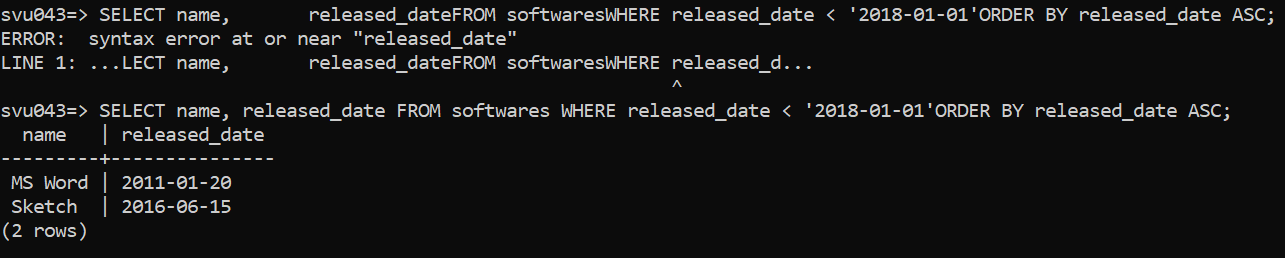 svu043=> SELECT name,       released_dateFROM softwaresWHERE released_date < '2018-01-01'ORDER BY released_date ASC;
ERROR:  syntax error at or near "released_date"
LINE 1: ...LECT name,       released_dateFROM softwaresWHERE released_d...
                                                             ^
svu043=> SELECT name, released_date FROM softwares WHERE released_date < '2018-01-01'ORDER BY released_date ASC;
  name   | released_date
---------+---------------
 MS Word | 2011-01-20
 Sketch  | 2016-06-15
(2 rows)